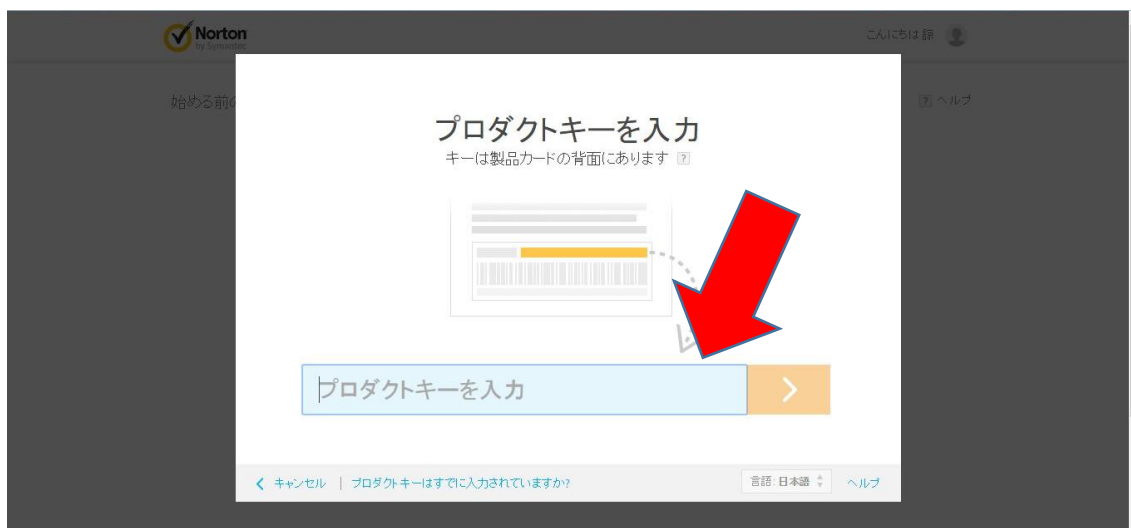 Norton
by Symantec
こんにちは 諒
始める前の
? ヘルプ
プロダクトキーを入力
キーは製品カードの背面にあります ?
プロダクトキーを入力
キャンセル | プロダクトキーはすでに入力されていますか?
言語: 日本語
ヘルプ